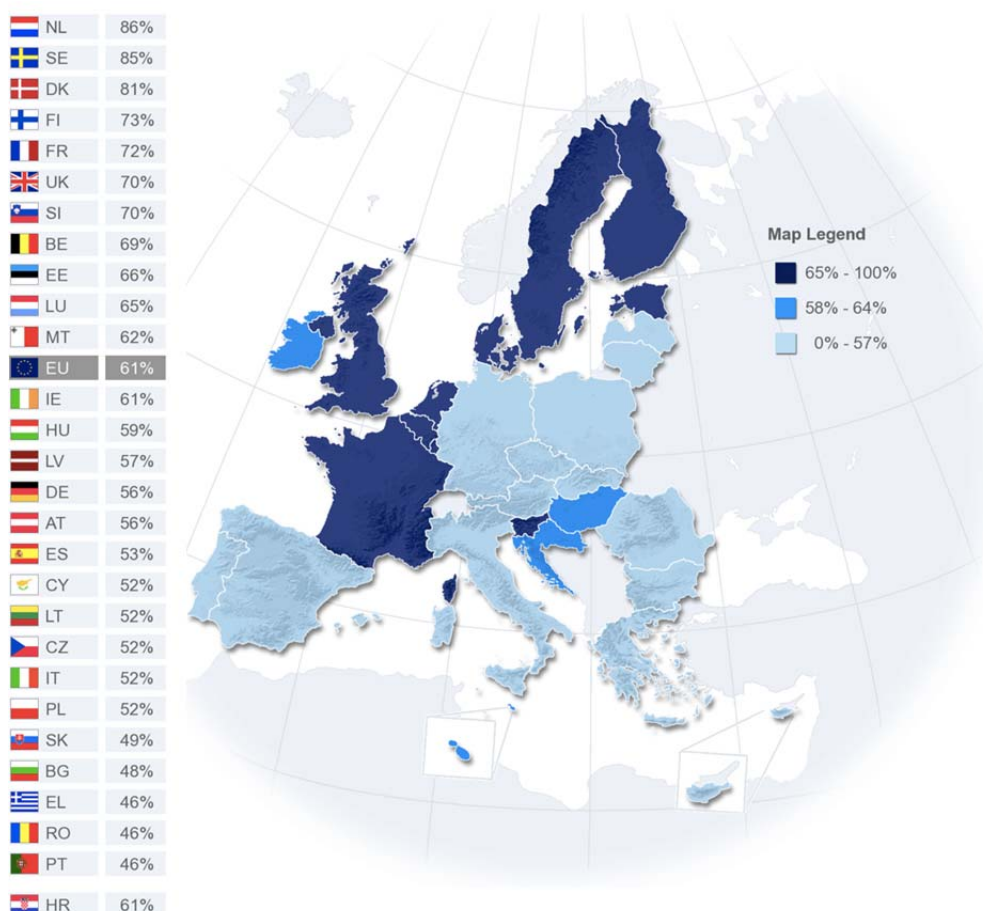 NL 86%
SE 85%
DK 81%
FI 73%
FR 72%
UK 70%
SI 70%
BE 69%
EE 66%
LU 65%
MT 62%
EU 61%
IE 61%
HU 59%
LV 57%
DE 56%
AT 56%
ES 53%
CY 52%
LT 52%
CZ 52%
IT 52%
PL 52%
SK 49%
BG 48%
EL 46%
RO 46%
PT 46%
HR 61%
Map Legend
65% - 100%
58% - 64%
0% - 57%